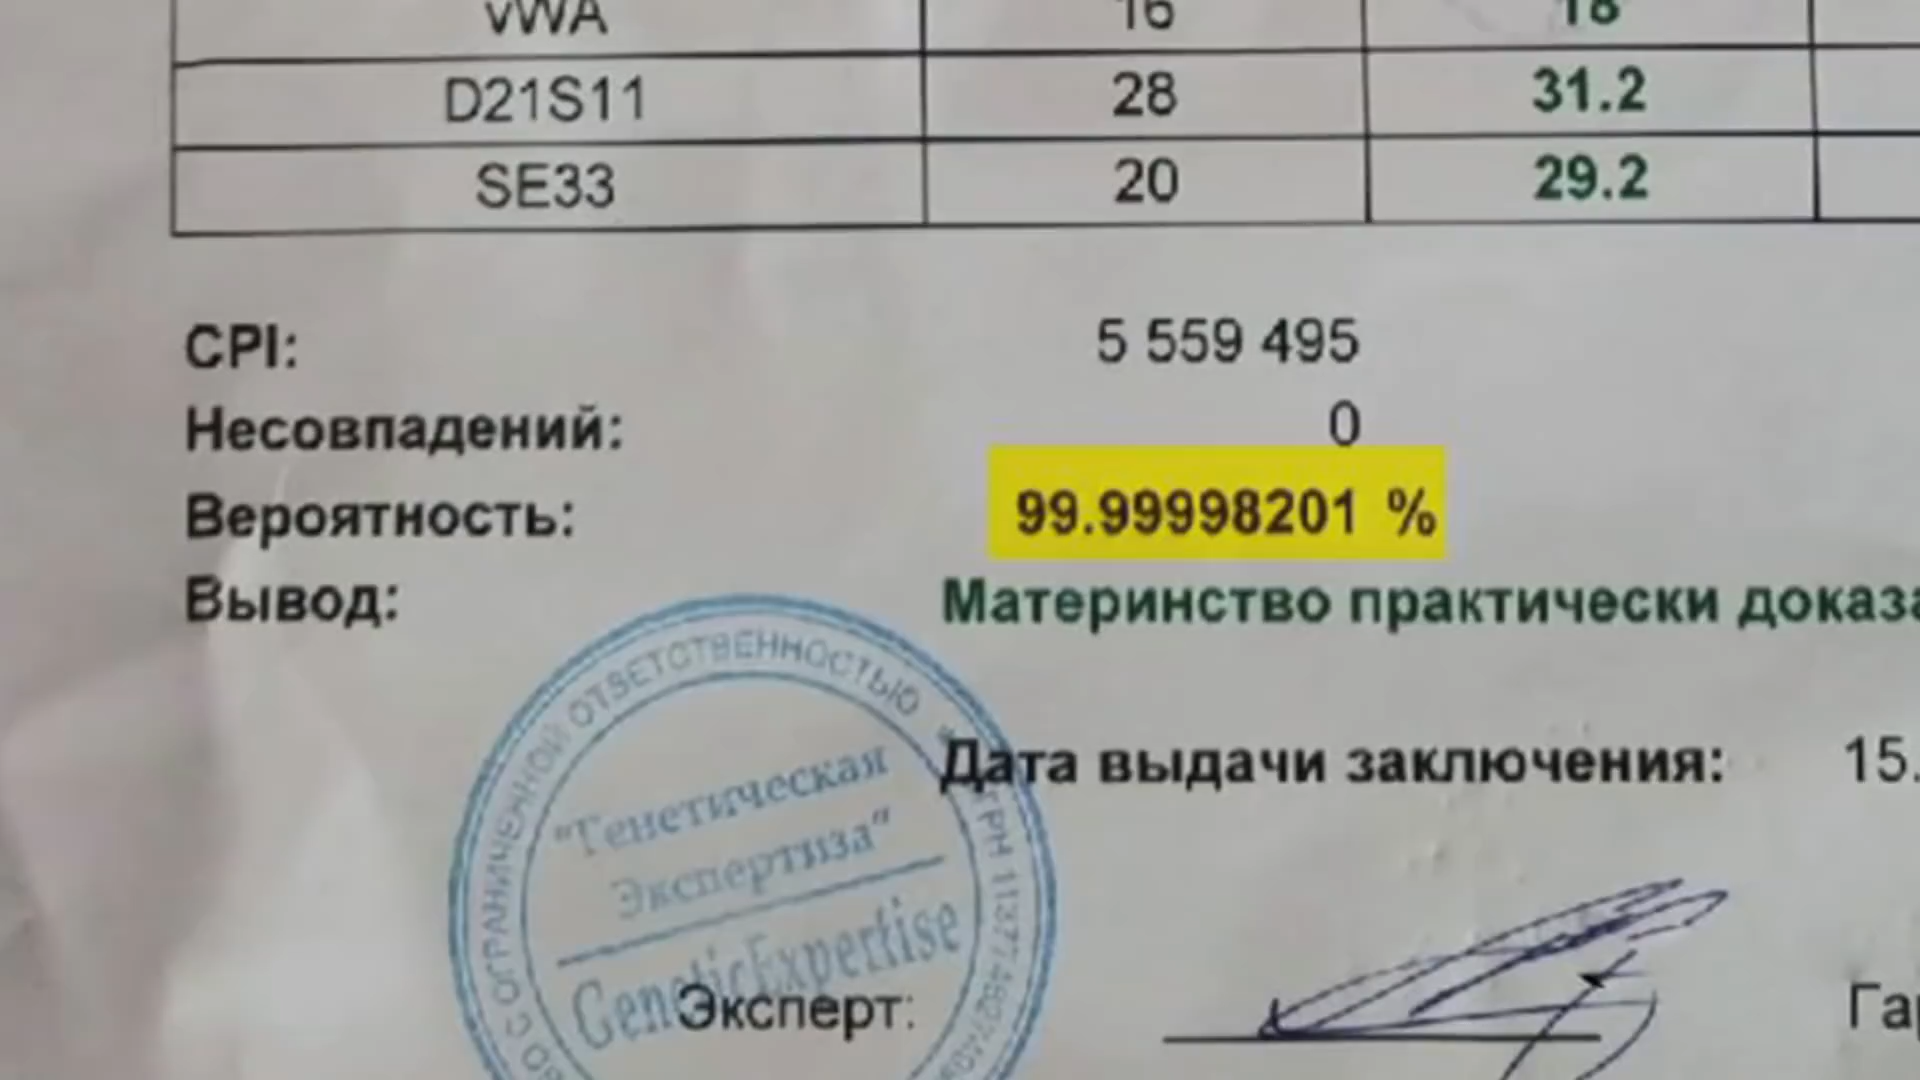 vWA 16 18
D21S11 28 31.2
SE33 20 29.2
CPI: 5 559 495
Несовпадений: 0
Вероятность: 99.99998201 %
Вывод: Материнство практически
Дата выдачи заключения: 15.
Эксперт:
С ОГРАНИЧЕННОЙ ОТВЕТСТВЕННОСТЬЮ
"Генетическая
Экспертиза"
GeneticExpertise